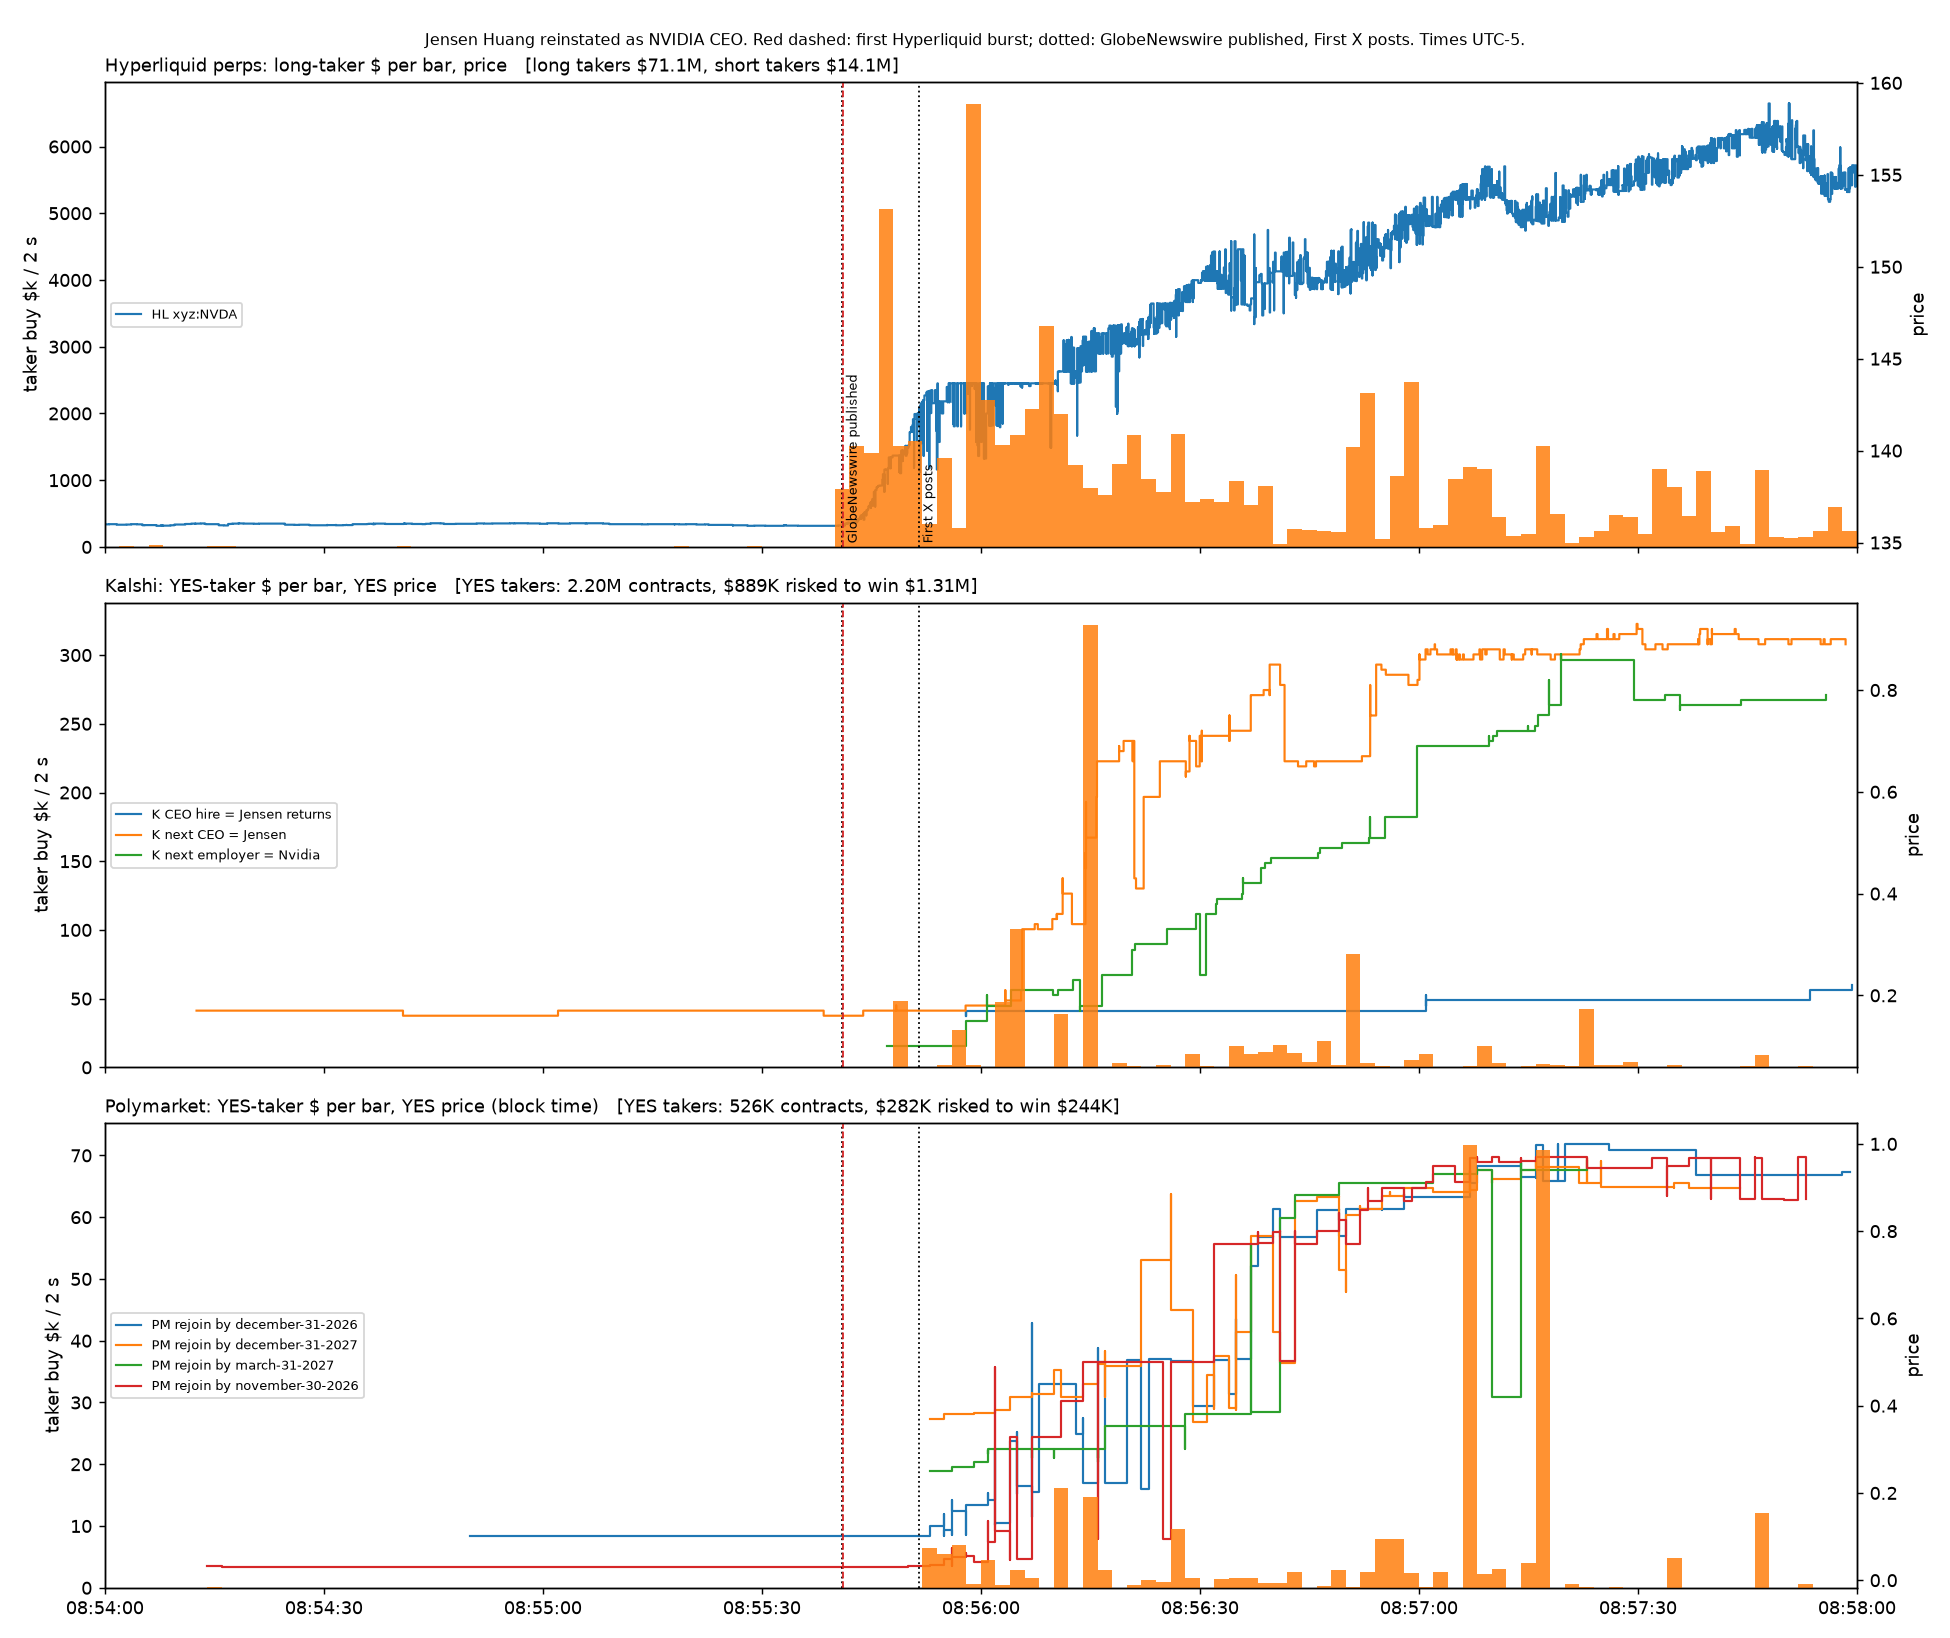 Jensen Huang reinstated as NVIDIA CEO. Red dashed: first Hyperliquid burst; dotted: GlobeNewswire published, First X posts. Times UTC-5.
Hyperliquid perps: long-taker $ per bar, price [long takers $71.1M, short takers $14.1M]
taker buy $k / 2 s
6000
5000
4000
3000
2000
1000
0
HL xyz:NVDA
GlobeNewswire published
First X posts
160
155
150
145
140
135
price
Kalshi: YES-taker $ per bar, YES price [YES takers: 2.20M contracts, $889K risked to win $1.31M]
taker buy $k / 2 s
300
250
200
150
100
50
0
K CEO hire = Jensen returns
K next CEO = Jensen
K next employer = Nvidia
0.8
0.6
0.4
0.2
price
Polymarket: YES-taker $ per bar, YES price (block time) [YES takers: 526K contracts, $282K risked to win $244K]
taker buy $k / 2 s
70
60
50
40
30
20
10
0
PM rejoin by december-31-2026
PM rejoin by december-31-2027
PM rejoin by march-31-2027
PM rejoin by november-30-2026
1.0
0.8
0.6
0.4
0.2
0.0
price
08:54:00 08:54:30 08:55:00 08:55:30 08:56:00 08:56:30 08:57:00 08:57:30 08:58:00